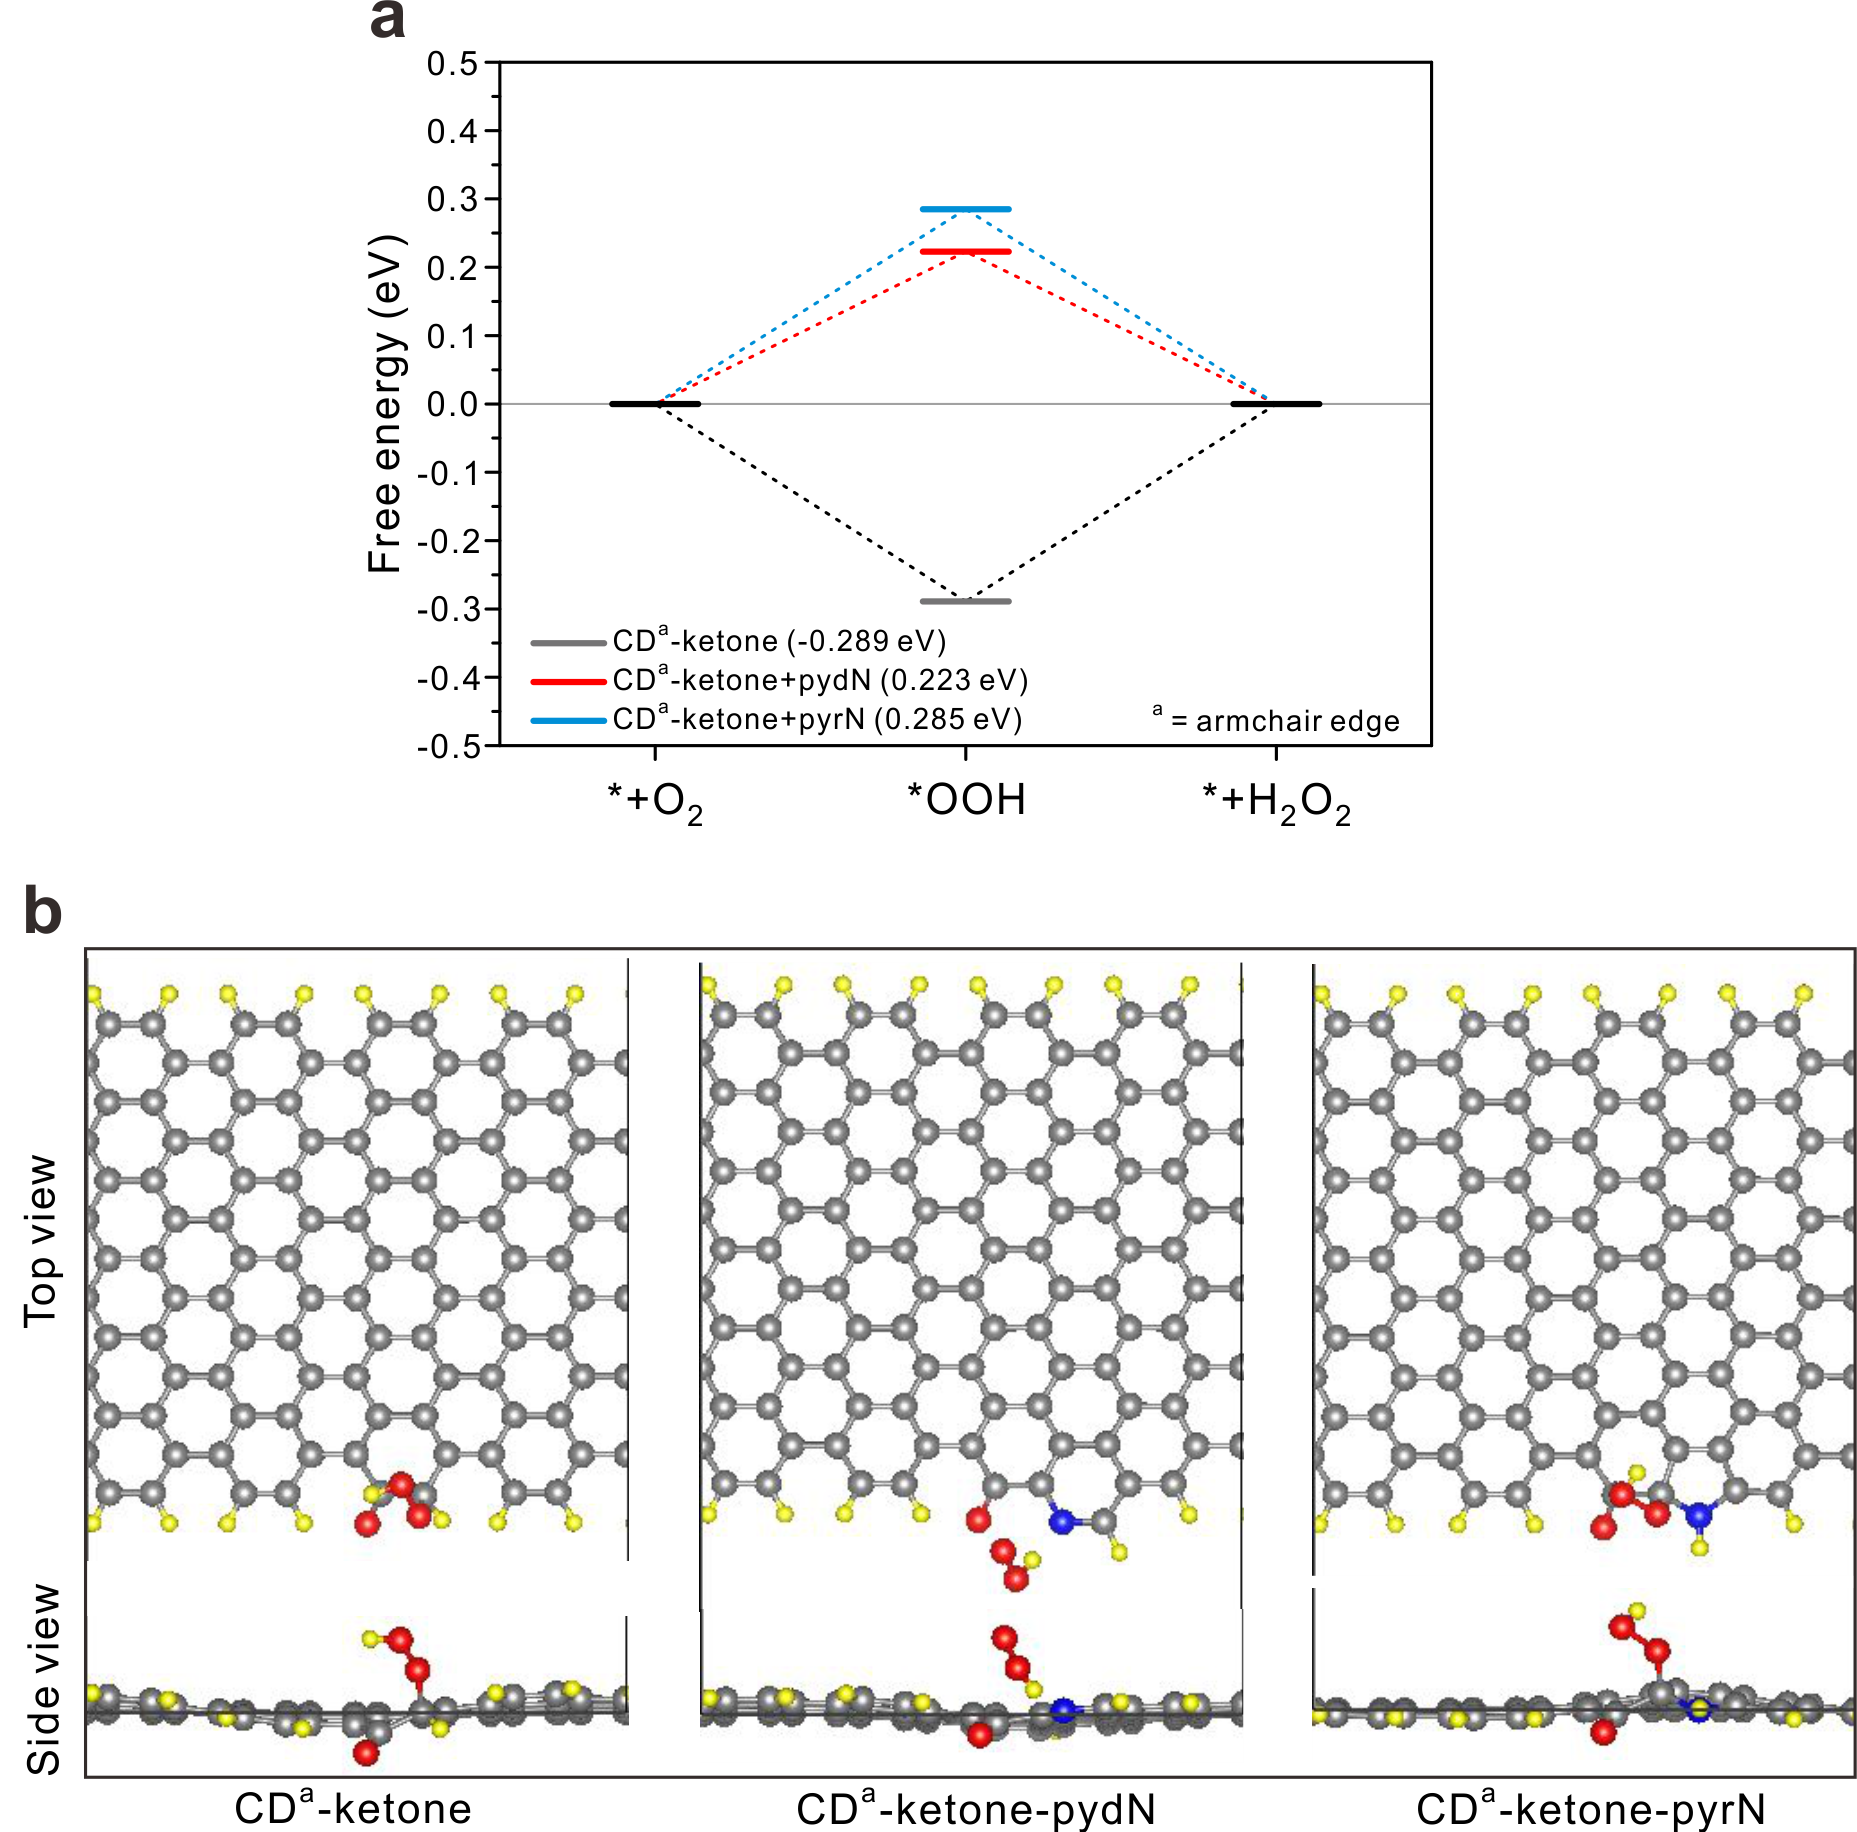 a
Free energy (eV)
0.5
0.4
0.3
0.2
0.1
0.0
-0.1
-0.2
-0.3
-0.4
-0.5
CDᵃ-ketone (-0.289 eV)
CDᵃ-ketone+pydN (0.223 eV)
CDᵃ-ketone+pyrN (0.285 eV)
ᵃ = armchair edge
*+O₂ *OOH *+H₂O₂
b
Top view
Side view
CDᵃ-ketone CDᵃ-ketone-pydN CDᵃ-ketone-pyrN